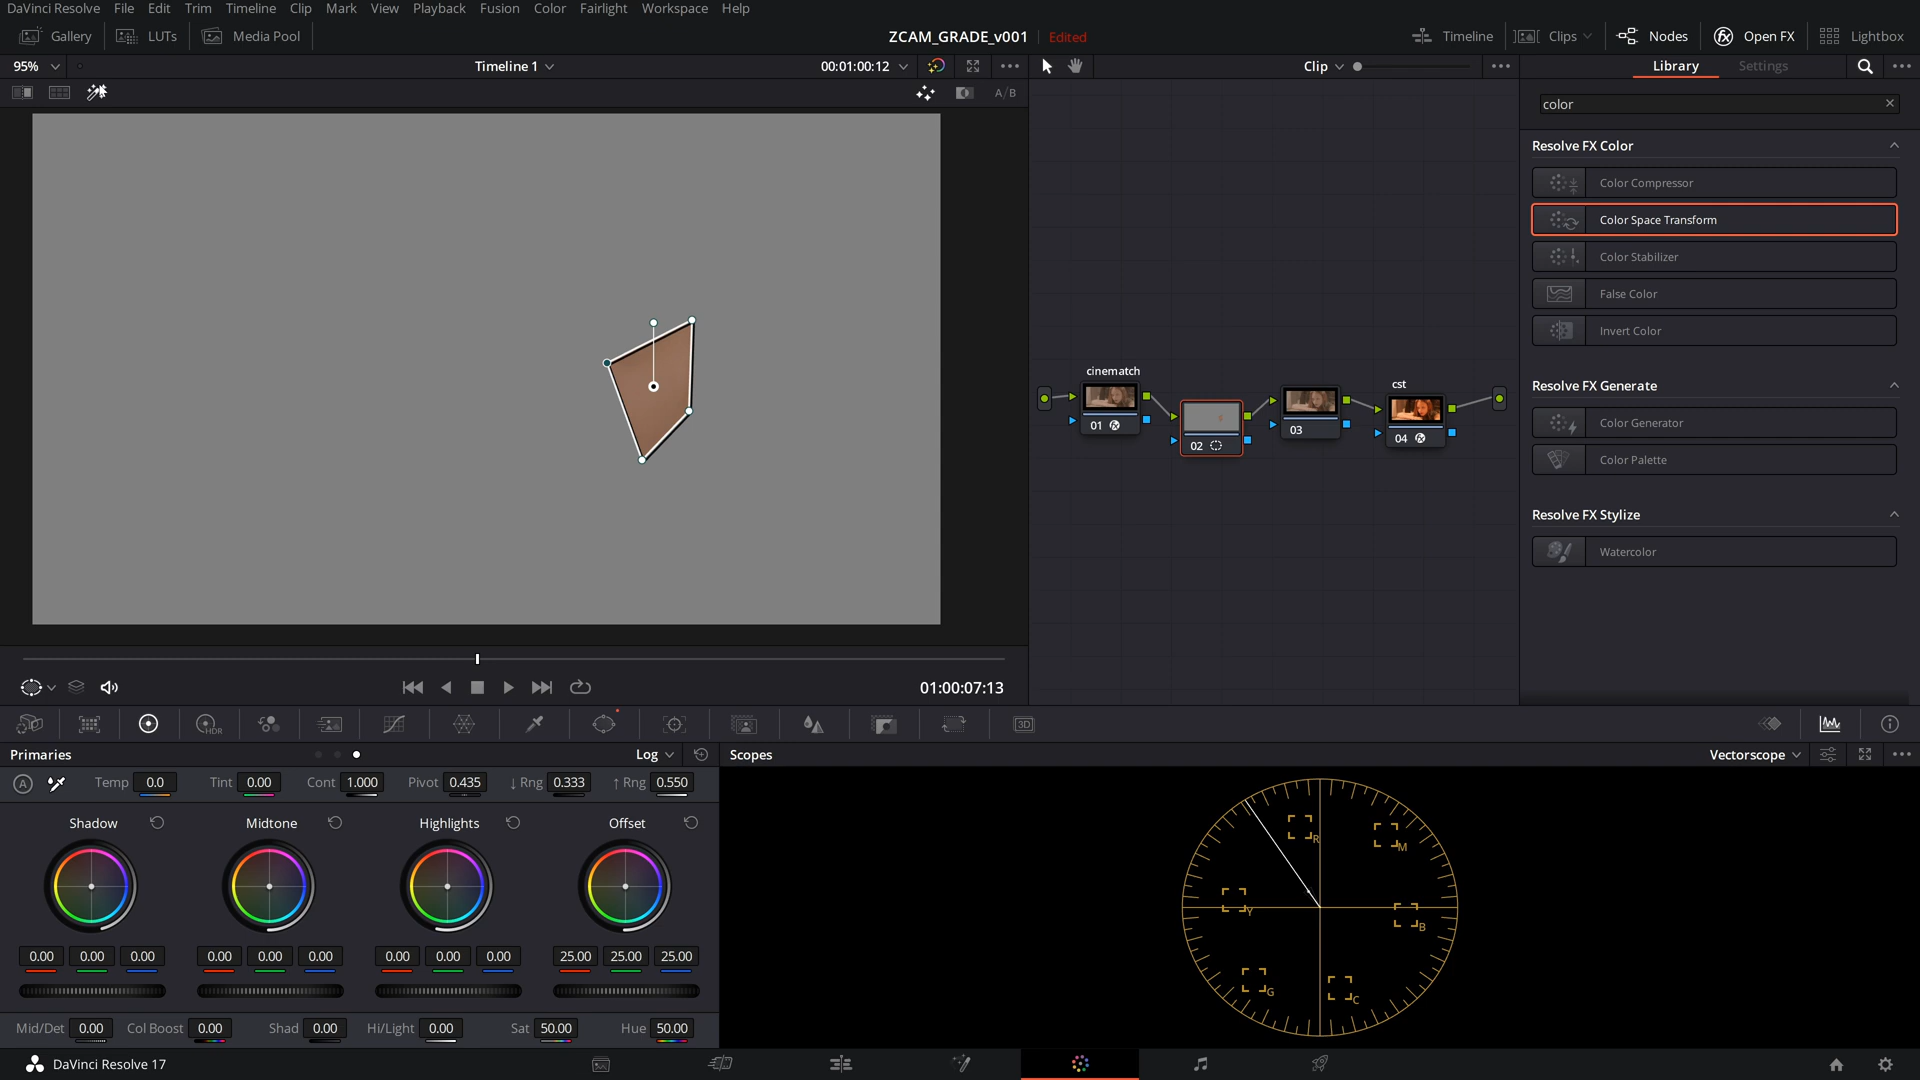 DaVinci Resolve File Edit Trim Timeline Clip Mark View Playback Fusion Color Fairlight Workspace Help
Gallery LUTs Media Pool ZCAM_GRADE_v001 Edited Timeline Clips Nodes Open FX Lightbox
95% Timeline 1 00:01:00:12 Clip Library Settings
A/B
color
Resolve FX Color
Color Compressor
Color Space Transform
Color Stabilizer
False Color
Invert Color
Resolve FX Generate
Color Generator
Color Palette
Resolve FX Stylize
Watercolor
cinematch
cst
01
02
03
04
01:00:07:13
HDR
3D
Primaries Log Scopes Vectorscope
A Temp 0.0 Tint 0.00 Cont 1.000 Pivot 0.435 ↓ Rng 0.333 ↑ Rng 0.550
Shadow Midtone Highlights Offset
0.00 0.00 0.00 0.00 0.00 0.00 0.00 0.00 0.00 25.00 25.00 25.00
Mid/Det 0.00 Col Boost 0.00 Shad 0.00 Hi/Light 0.00 Sat 50.00 Hue 50.00
R
M
Y
B
G
C
DaVinci Resolve 17